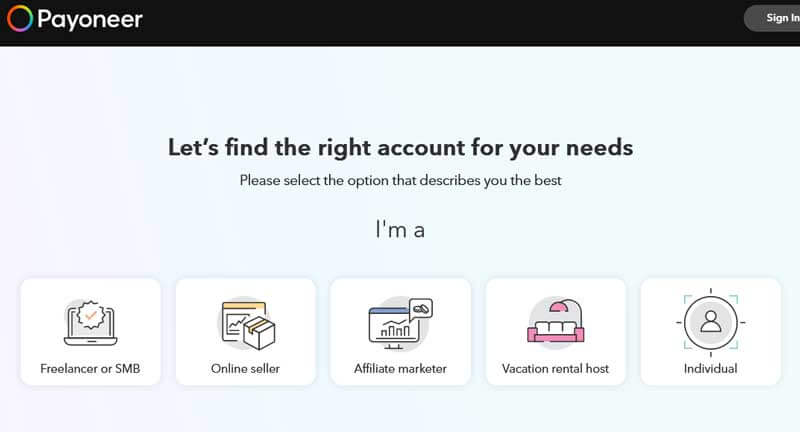 Payoneer
Sign In
Let’s find the right account for your needs
Please select the option that describes you the best
I'm a
Freelancer or SMB
Online seller
Affiliate marketer
Vacation rental host
Individual